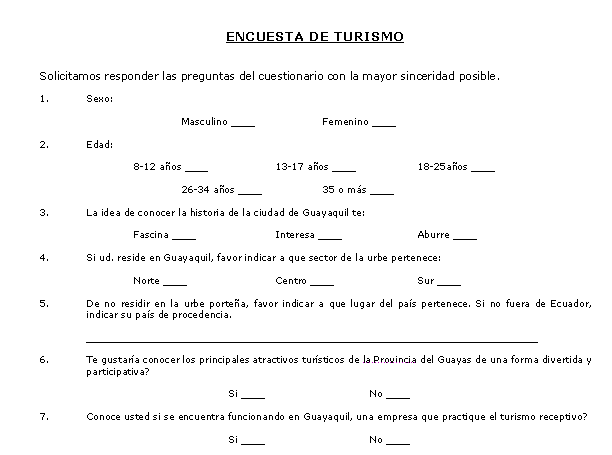 ENCUESTA DE TURISMO
Solicitamos responder las preguntas del cuestionario con la mayor sinceridad posible.
1. Sexo:
Masculino ____ Femenino ____
2. Edad:
8-12 años ____ 13-17 años ____ 18-25años ____
26-34 años ____ 35 o más ____
3. La idea de conocer la historia de la ciudad de Guayaquil te:
Fascina ____ Interesa ____ Aburre ____
4. Si ud. reside en Guayaquil, favor indicar a que sector de la urbe pertenece:
Norte ____ Centro ____ Sur ____
5. De no residir en la urbe porteña, favor indicar a que lugar del país pertenece. Si no fuera de Ecuador,
indicar su país de procedencia.
6. Te gustaría conocer los principales atractivos turísticos de la Provincia del Guayas de una forma divertida y
participativa?
Si ____ No ____
7. Conoce usted si se encuentra funcionando en Guayaquil, una empresa que practique el turismo receptivo?
Si ____ No ____